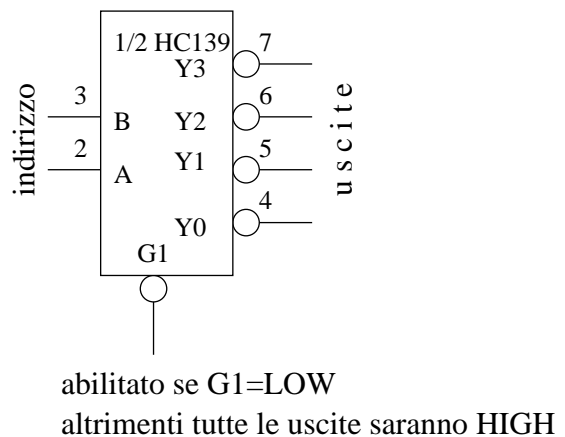 1/2 HC139
7
Y3
indirizzo
3
B
6
Y2
uscite
2
A
5
Y1
4
Y0
G1
abilitato se G1=LOW
altrimenti tutte le uscite saranno HIGH